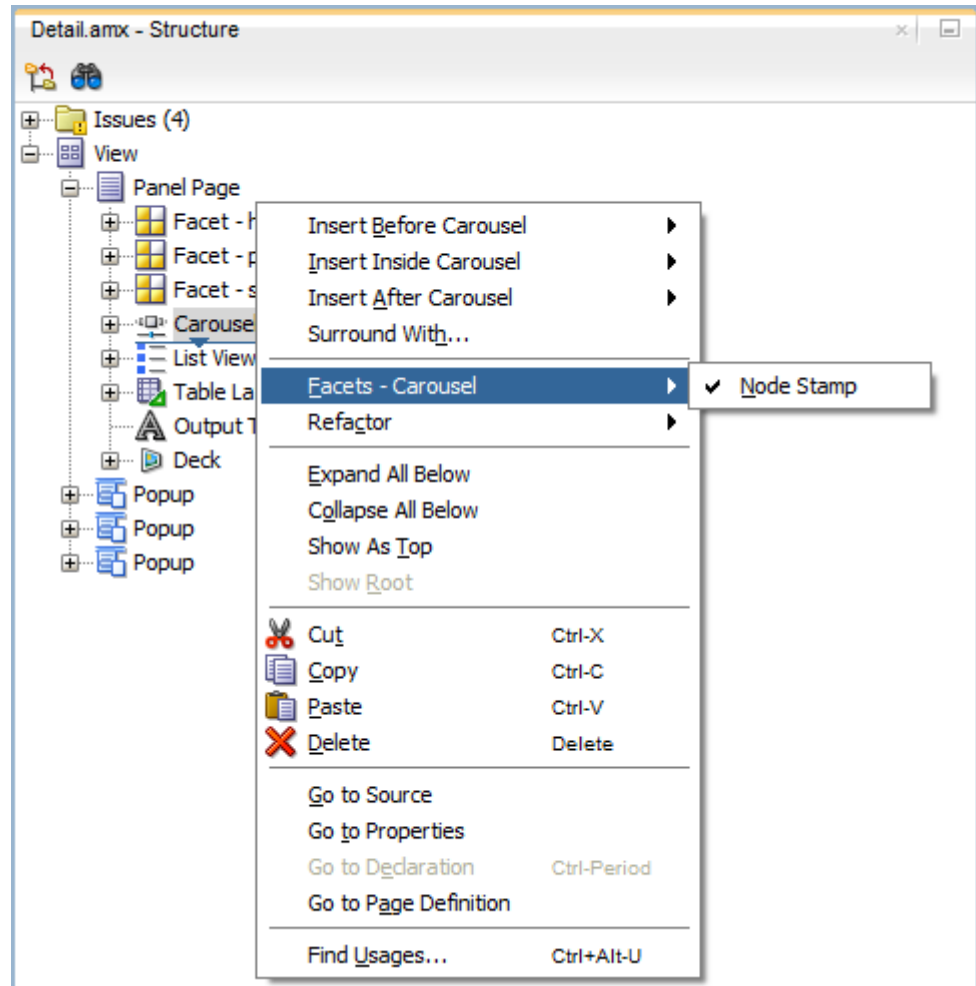 Detail.amx - Structure
Issues (4)
View
Panel Page
Facet - h
Facet - p
Facet - s
Carousel
List View
Table La
Output T
Deck
Popup
Popup
Popup
Insert Before Carousel
Insert Inside Carousel
Insert After Carousel
Surround With...
Facets - Carousel
Node Stamp
Refactor
Expand All Below
Collapse All Below
Show As Top
Show Root
Cut Ctrl-X
Copy Ctrl-C
Paste Ctrl-V
Delete Delete
Go to Source
Go to Properties
Go to Declaration Ctrl-Period
Go to Page Definition
Find Usages... Ctrl+Alt-U